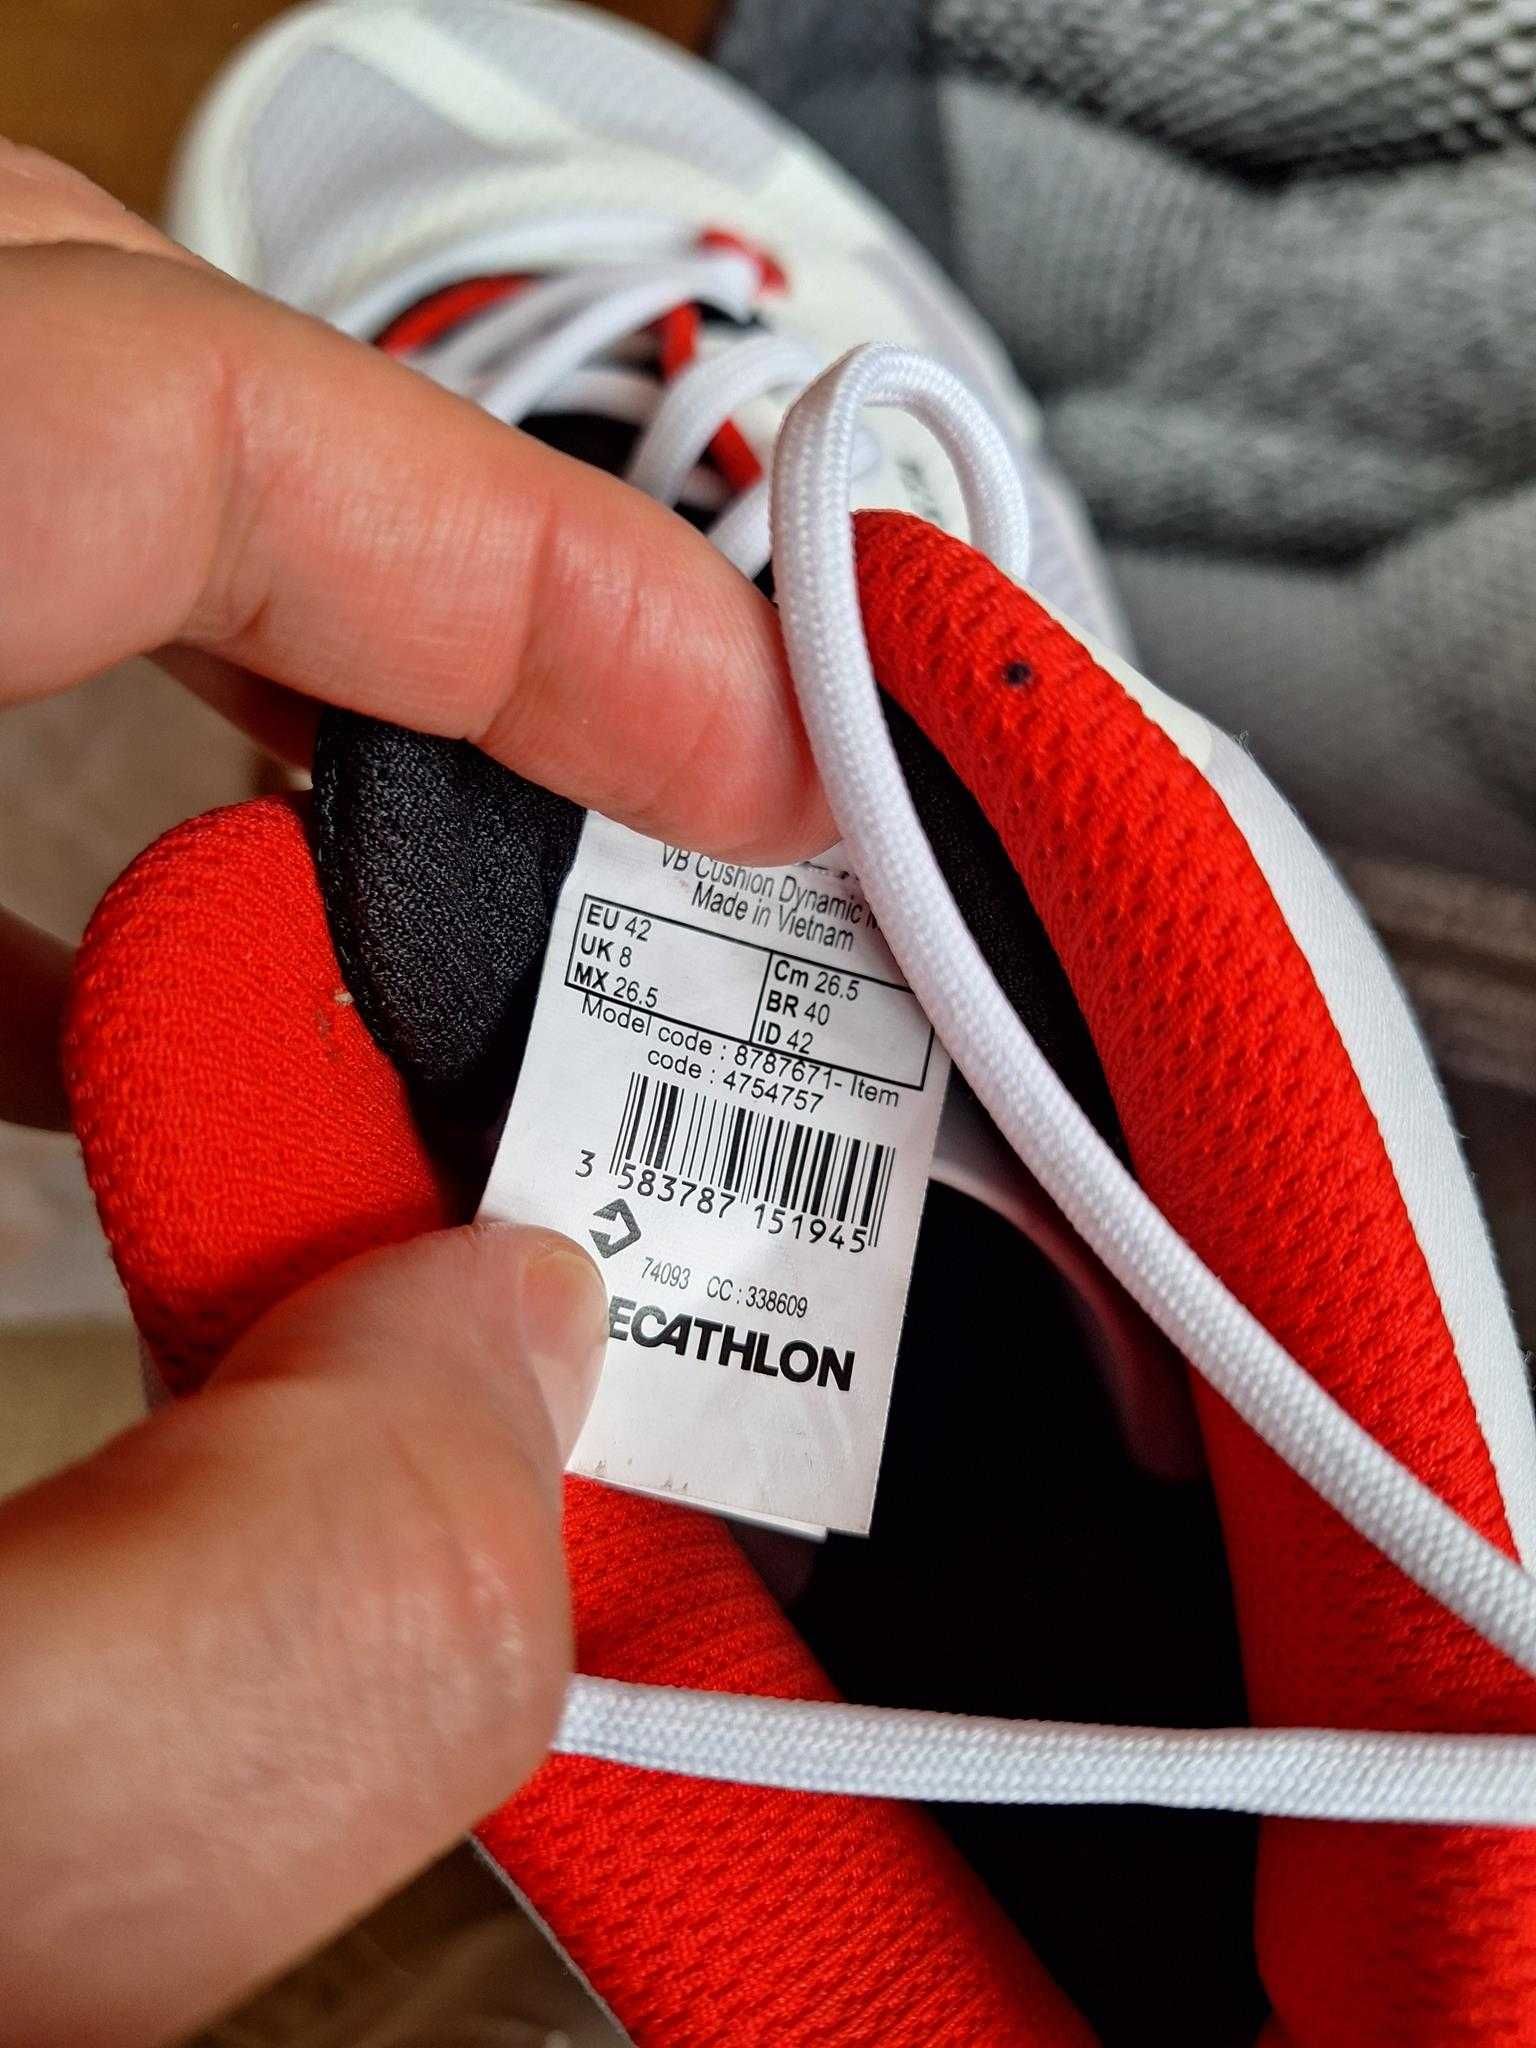 VB Cushion Dynamic
Made in Vietnam
EU 42
UK 8
MX 26.5
Cm 26.5
BR 40
ID 42
Model code : 8787671- Item
code : 4754757
3 583787 151945
74093 CC : 338609
ECATHLON